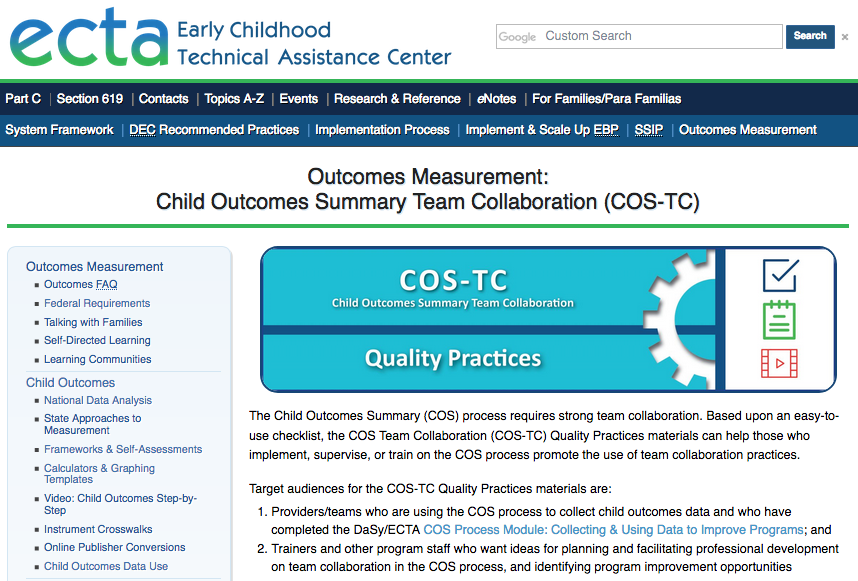 ecta Early Childhood
Technical Assistance Center
Google Custom Search
Search
×
Part C | Section 619 | Contacts | Topics A-Z | Events | Research & Reference | eNotes | For Families/Para Familias
System Framework | DEC Recommended Practices | Implementation Process | Implement & Scale Up EBP | SSIP | Outcomes Measurement
Outcomes Measurement:
Child Outcomes Summary Team Collaboration (COS-TC)
Outcomes Measurement
Outcomes FAQ
Federal Requirements
Talking with Families
Self-Directed Learning
Learning Communities
Child Outcomes
National Data Analysis
State Approaches to
Measurement
Frameworks & Self-Assessments
Calculators & Graphing
Templates
Video: Child Outcomes Step-by-
Step
Instrument Crosswalks
Online Publisher Conversions
Child Outcomes Data Use
COS-TC
Child Outcomes Summary Team Collaboration
Quality Practices
The Child Outcomes Summary (COS) process requires strong team collaboration. Based upon an easy-to-
use checklist, the COS Team Collaboration (COS-TC) Quality Practices materials can help those who
implement, supervise, or train on the COS process promote the use of team collaboration practices.
Target audiences for the COS-TC Quality Practices materials are:
1. Providers/teams who are using the COS process to collect child outcomes data and who have
completed the DaSy/ECTA COS Process Module: Collecting & Using Data to Improve Programs; and
2. Trainers and other program staff who want ideas for planning and facilitating professional development
on team collaboration in the COS process, and identifying program improvement opportunities